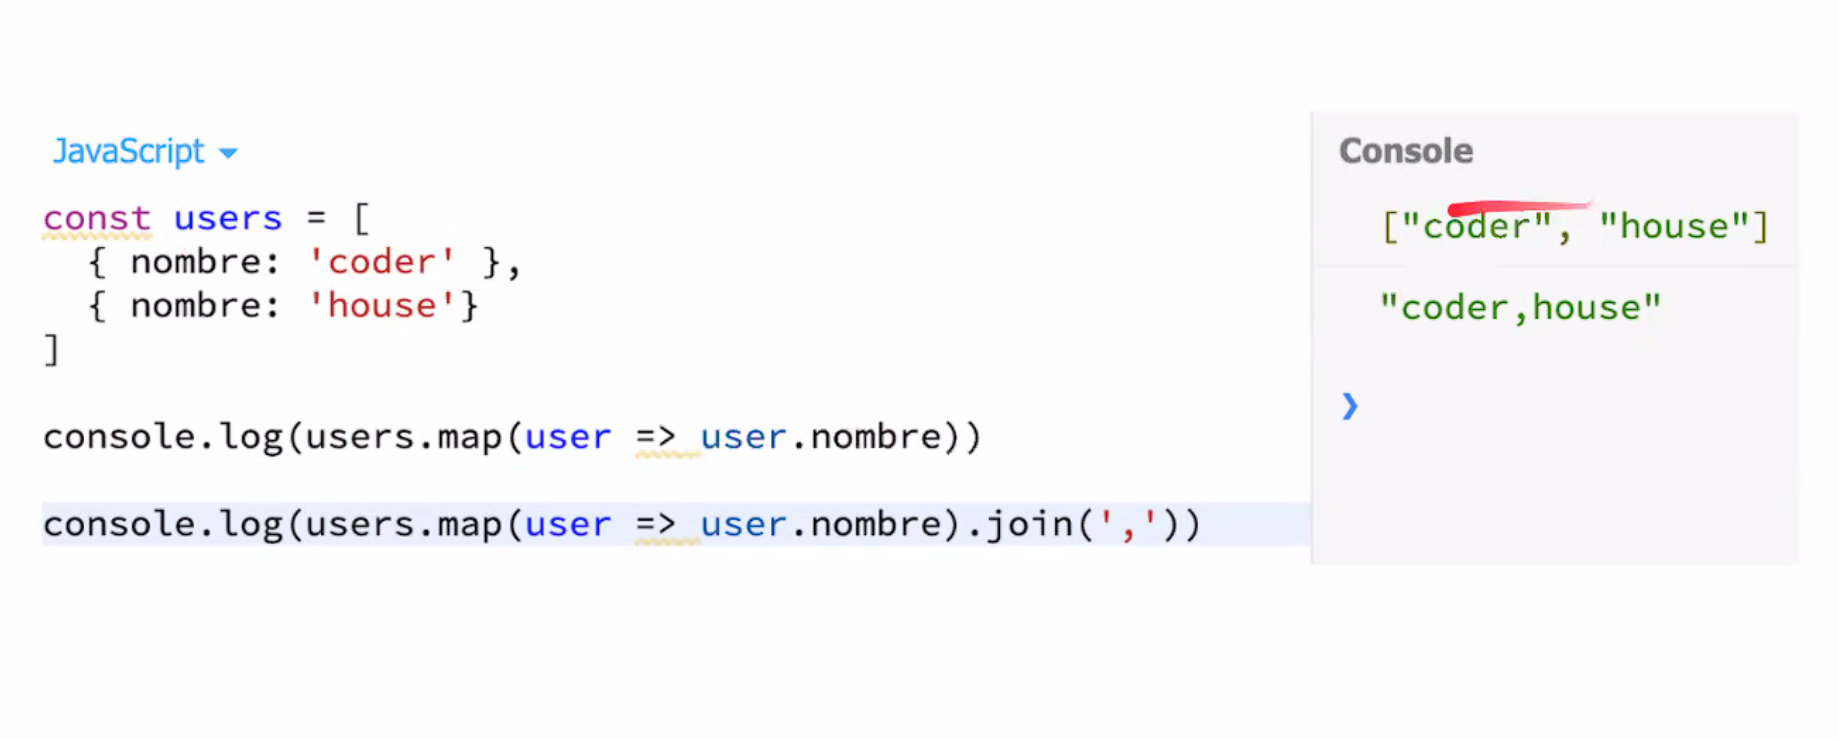 JavaScript
const users = [
  { nombre: 'coder' },
  { nombre: 'house'}
]
console.log(users.map(user => user.nombre))
console.log(users.map(user => user.nombre).join(','))
Console
["coder", "house"]
"coder,house"